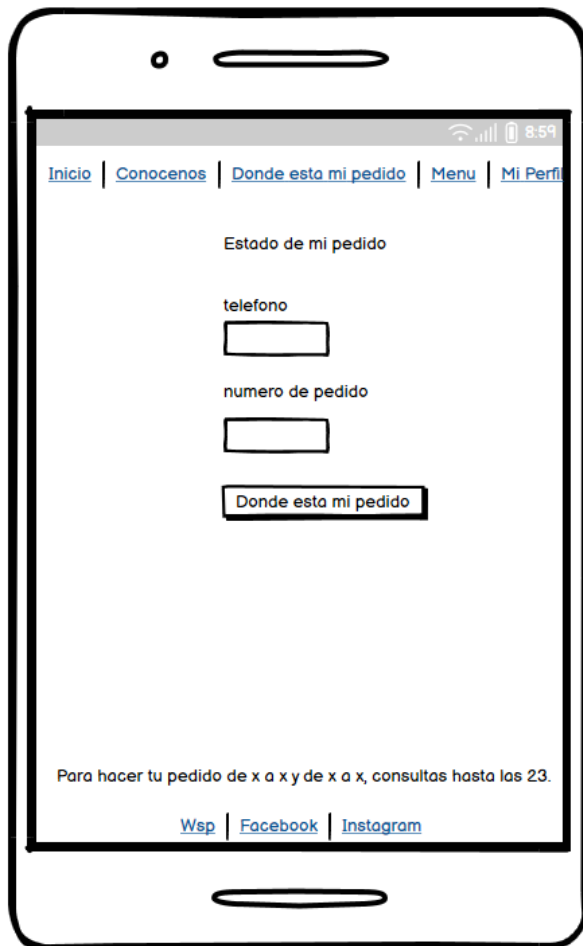 8:59
Inicio | Conocenos | Donde esta mi pedido | Menu | Mi Perfil
Estado de mi pedido
telefono
numero de pedido
Donde esta mi pedido
Para hacer tu pedido de x a x y de x a x, consultas hasta las 23.
Wsp | Facebook | Instagram